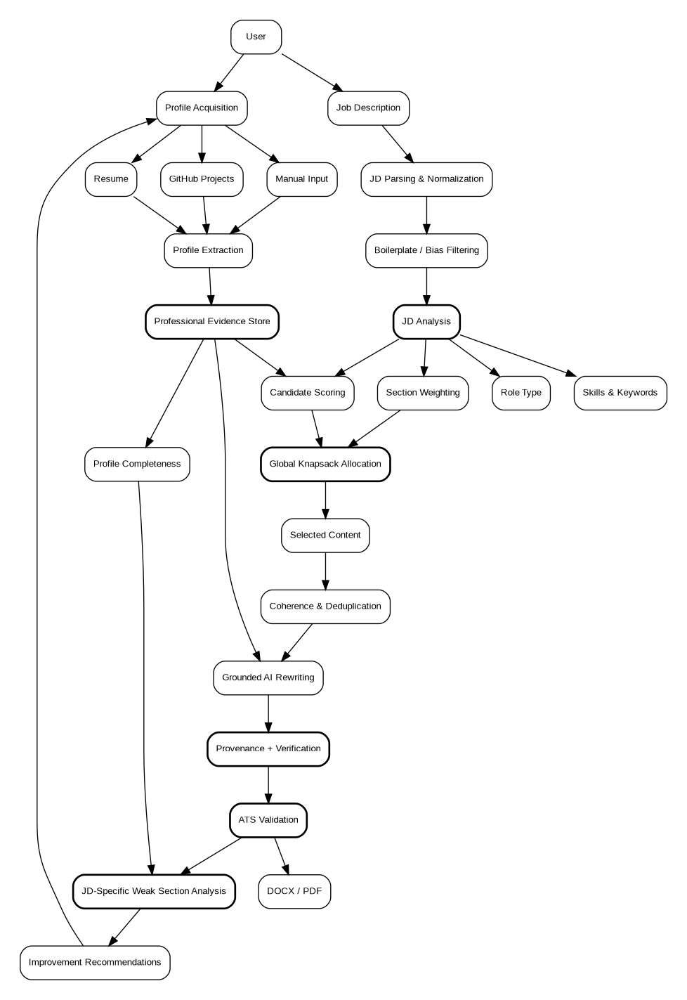 User
Profile Acquisition
Job Description
Resume
GitHub Projects
Manual Input
JD Parsing & Normalization
Profile Extraction
Boilerplate / Bias Filtering
Professional Evidence Store
JD Analysis
Candidate Scoring
Section Weighting
Role Type
Skills & Keywords
Profile Completeness
Global Knapsack Allocation
Selected Content
Coherence & Deduplication
Grounded AI Rewriting
Provenance + Verification
ATS Validation
JD-Specific Weak Section Analysis
DOCX / PDF
Improvement Recommendations